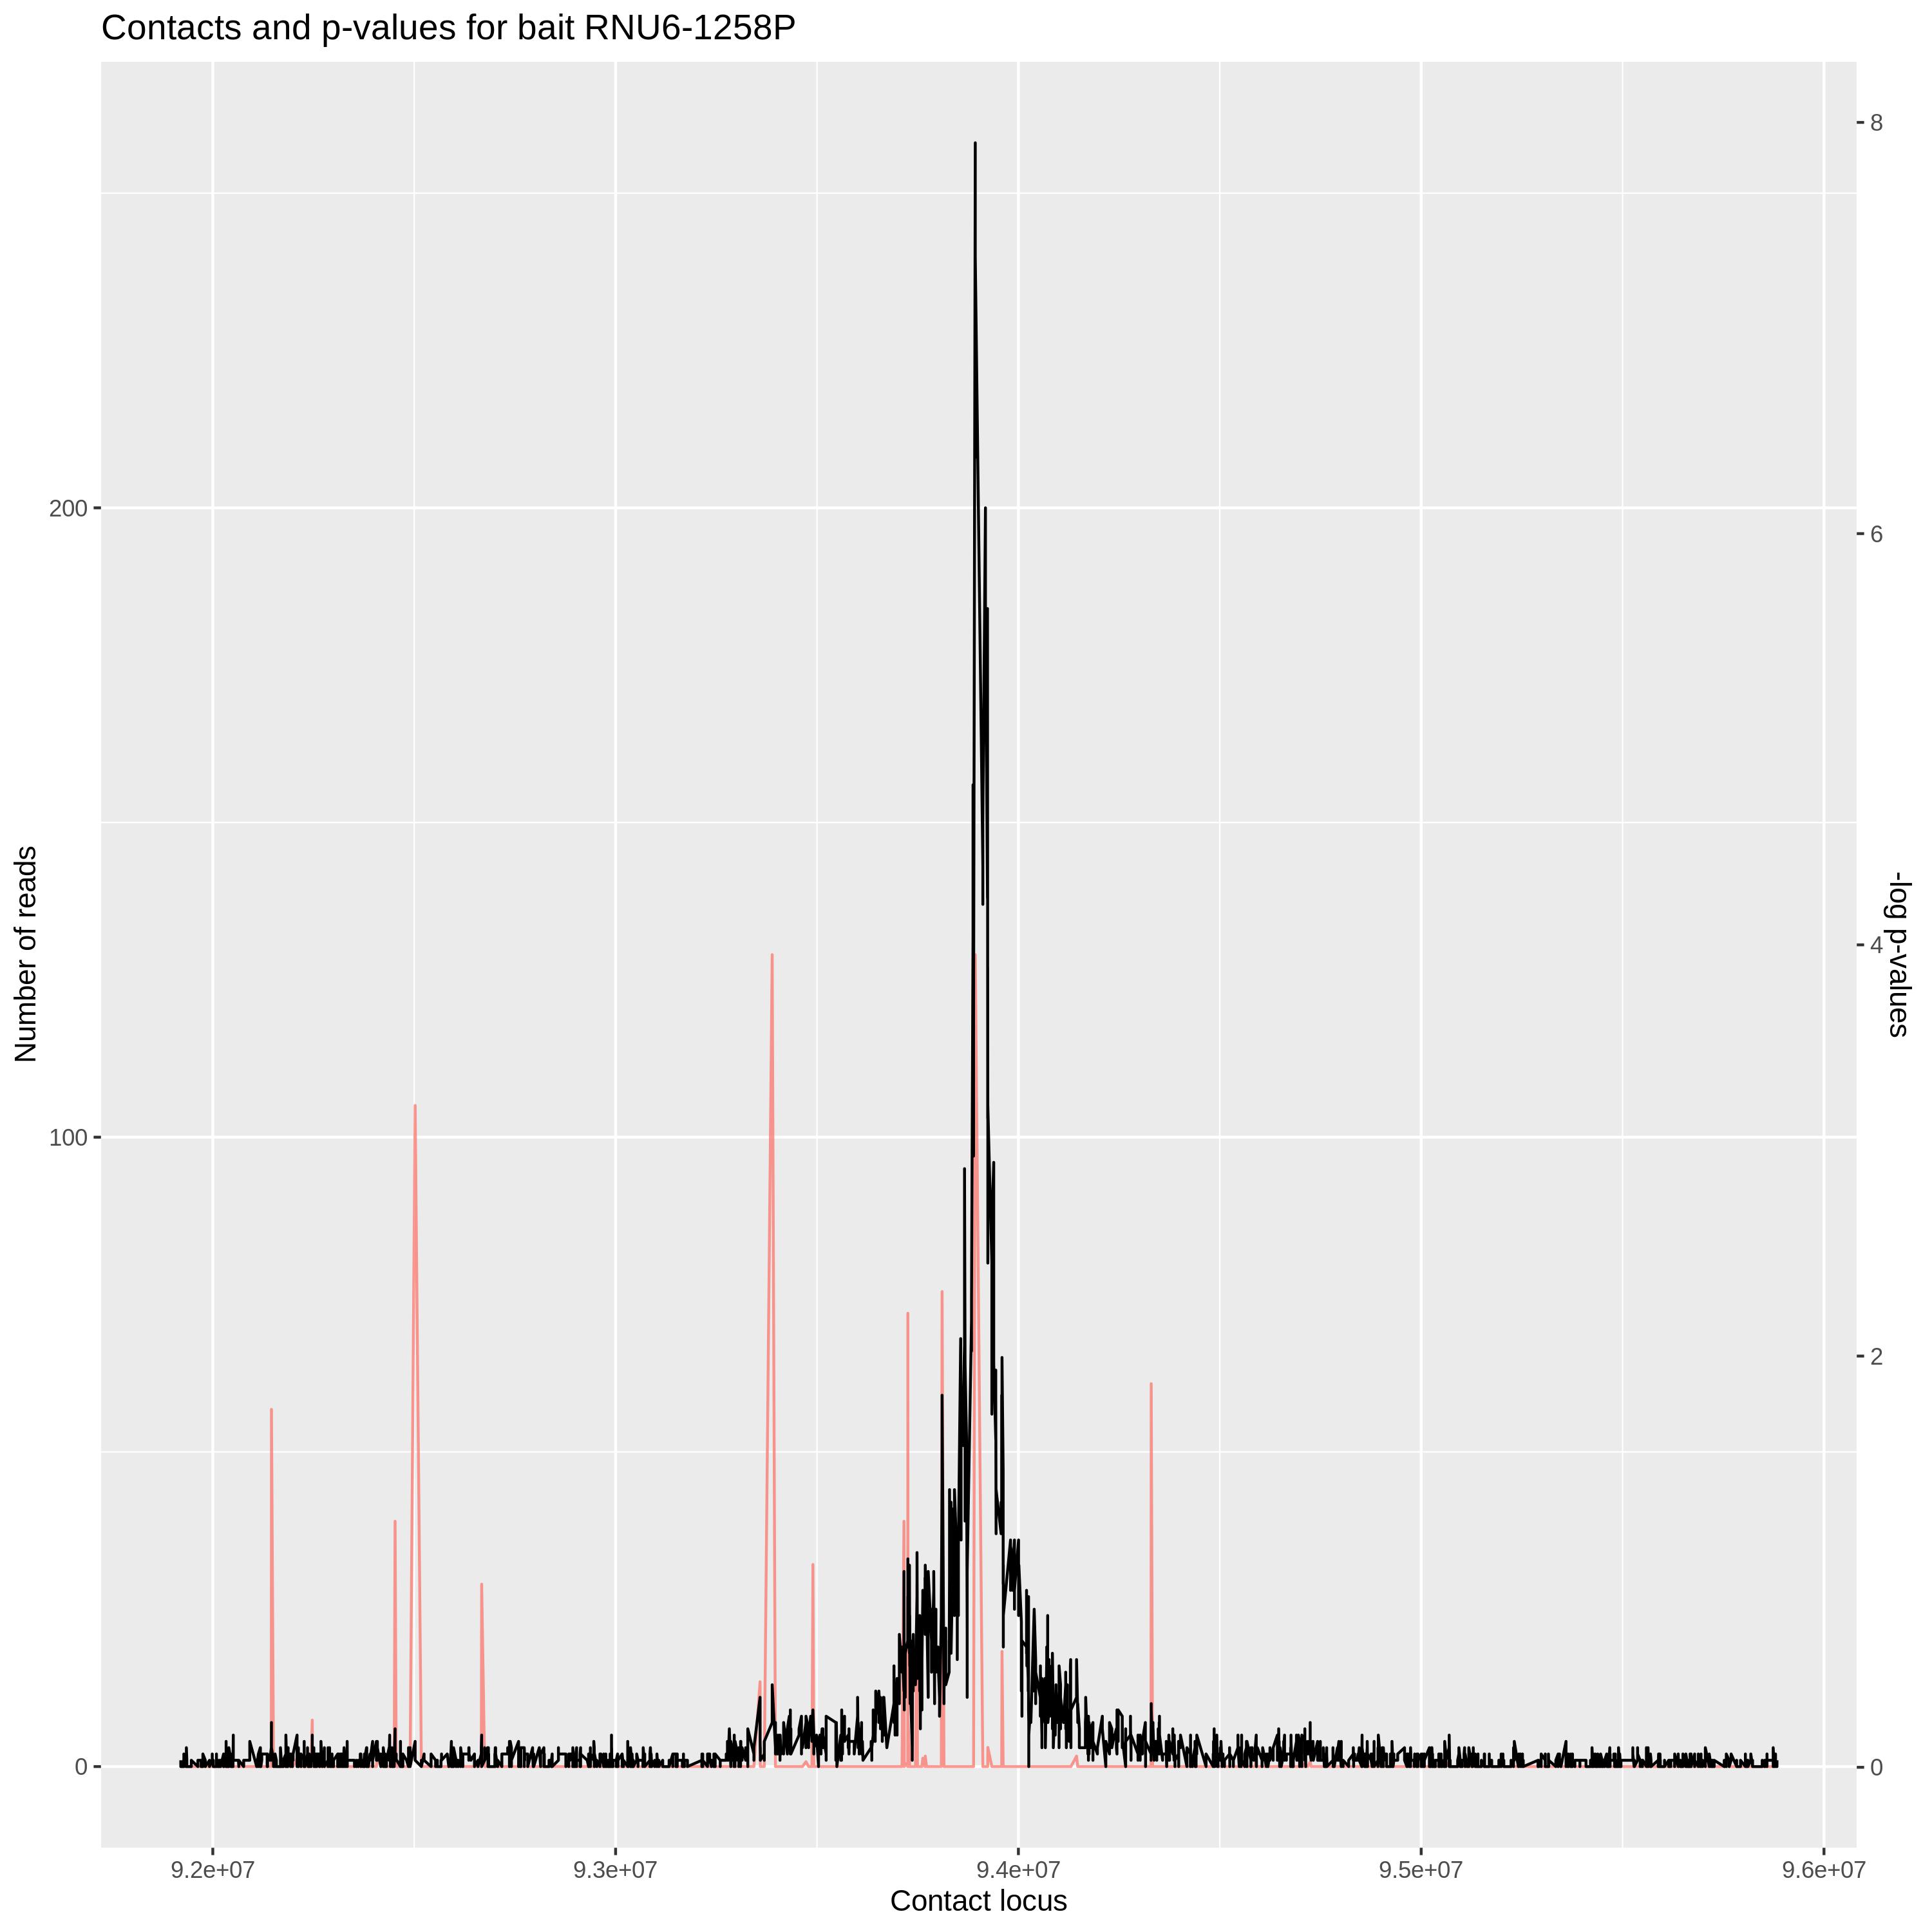 Contacts and p-values for bait RNU6-1258P
8
200
6
Number of reads
-log p-values
4
100
2
0
0
9.2e+07
9.3e+07
9.4e+07
9.5e+07
9.6e+07
Contact locus